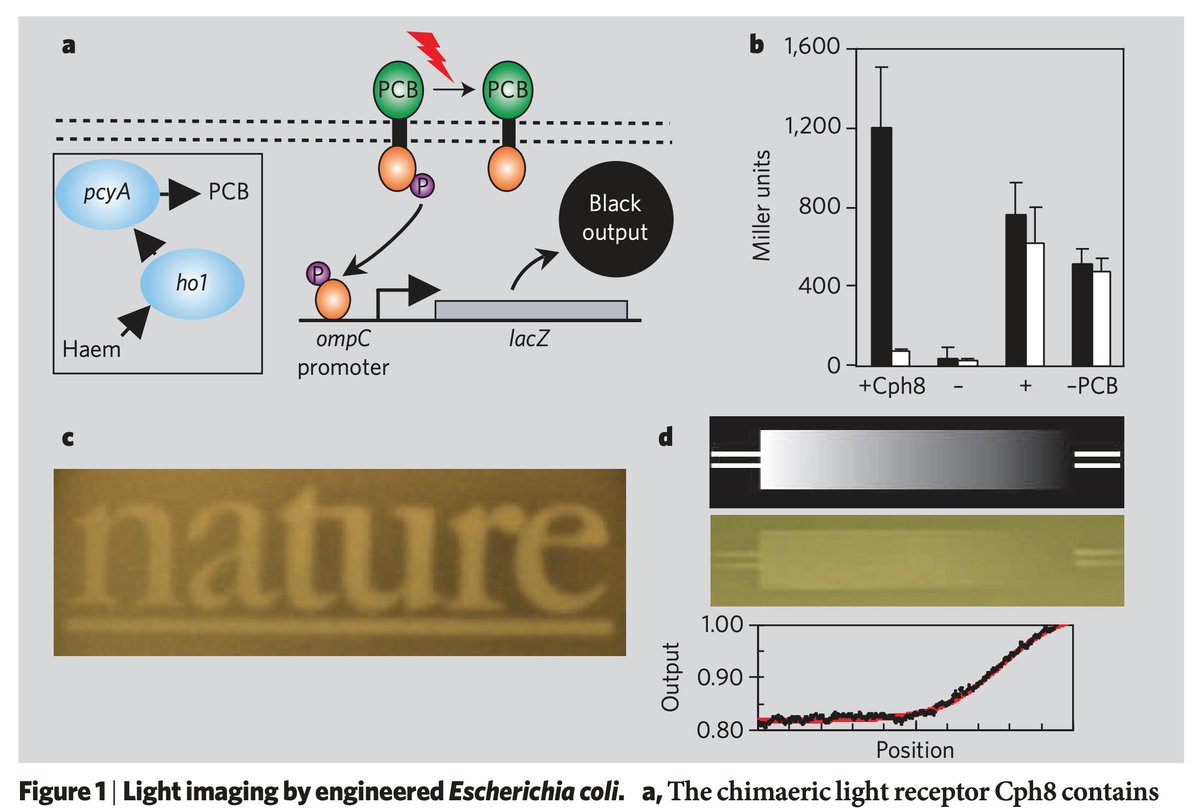 a
PCB
PCB
P
pcyA
PCB
ho1
Haem
P
Black
output
ompC
promoter
lacZ
b
Miller units
1,600
1,200
800
400
0
+Cph8
–
+
–PCB
c
nature
d
Output
1.00
0.90
0.80
Position
Figure 1 | Light imaging by engineered Escherichia coli. a, The chimaeric light receptor Cph8 contains